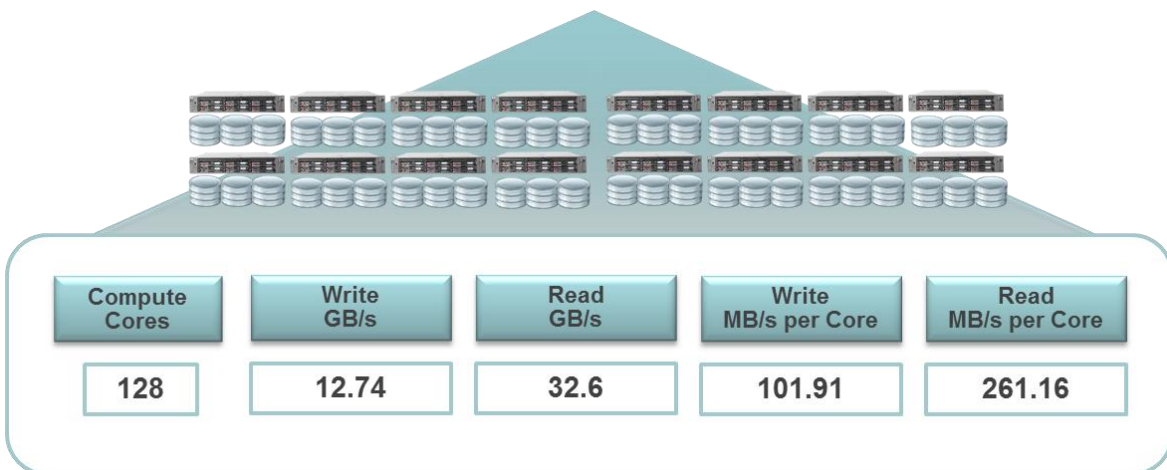 Compute
Cores
Write
GB/s
Read
GB/s
Write
MB/s per Core
Read
MB/s per Core
128
12.74
32.6
101.91
261.16